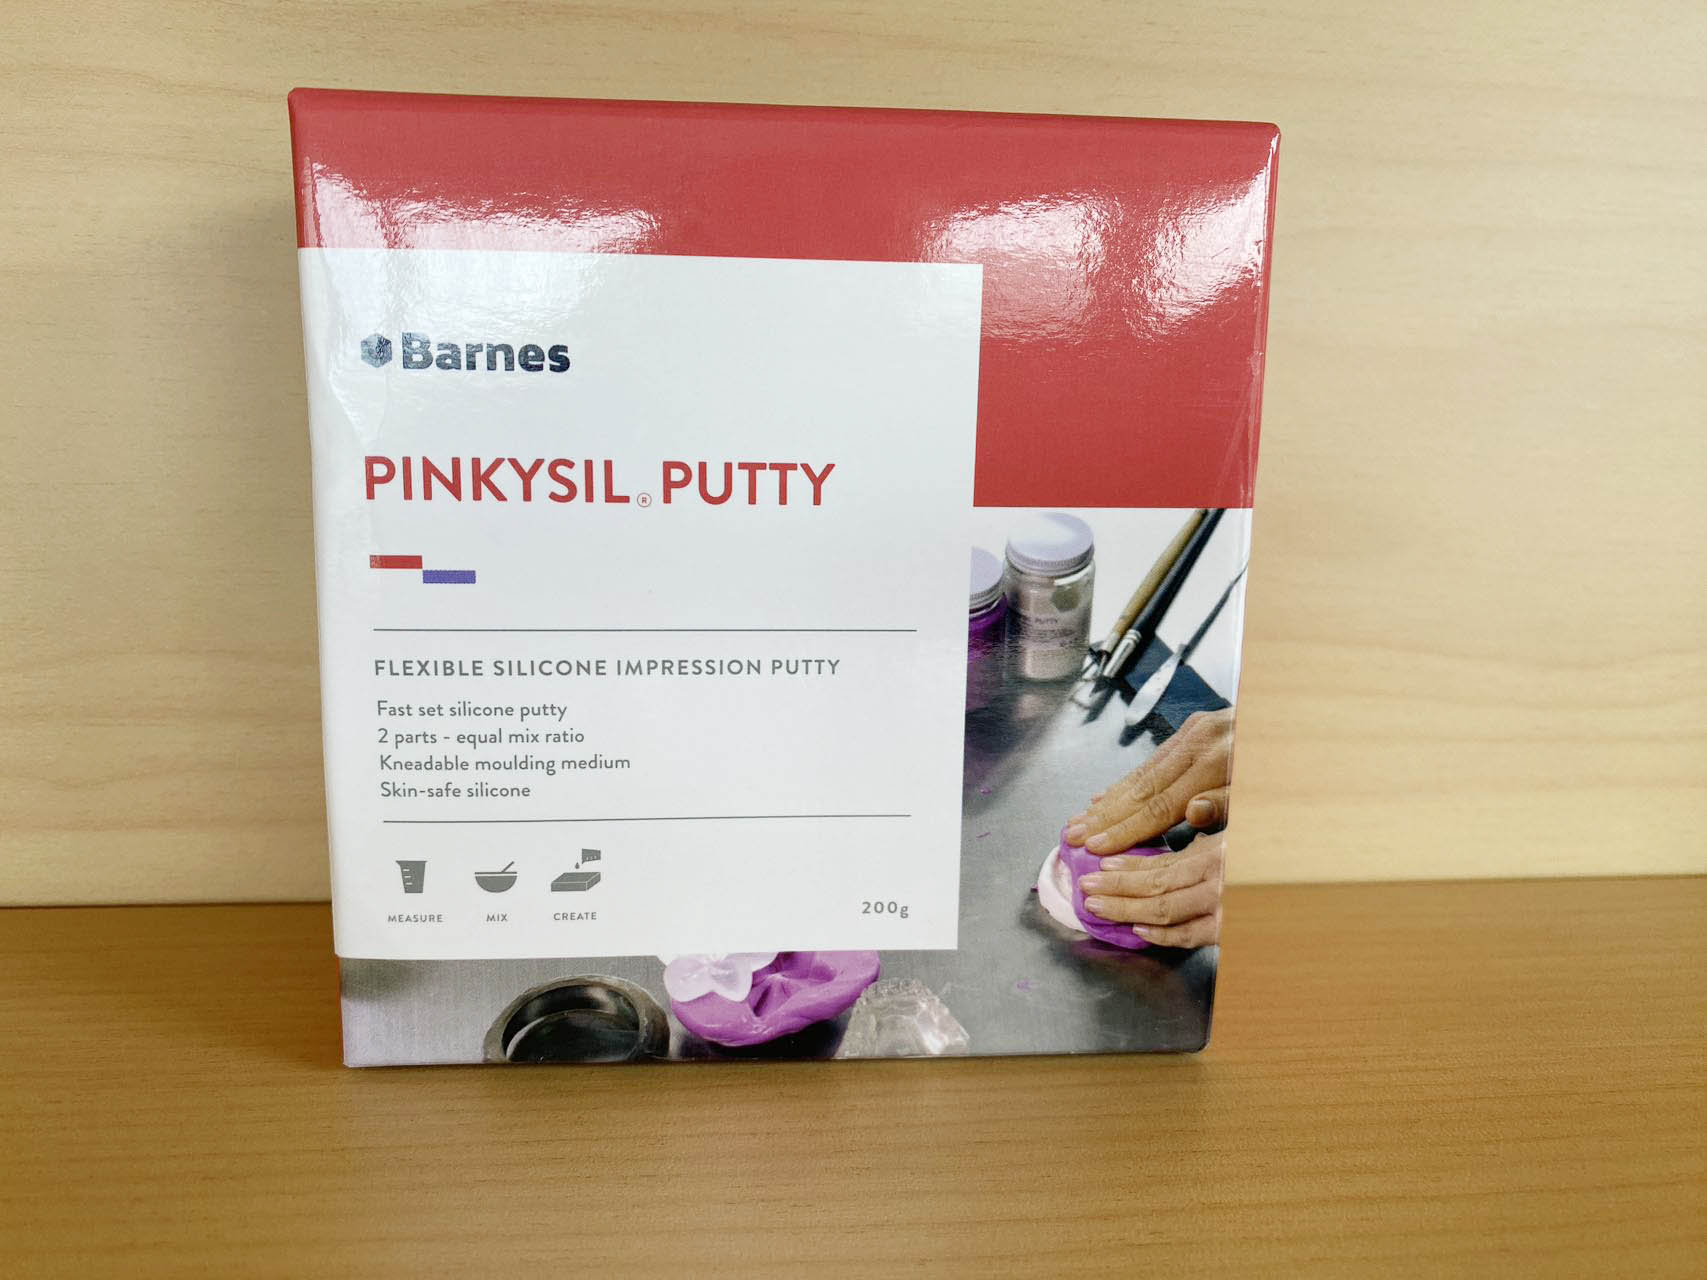 Barnes
PINKYSIL® PUTTY
FLEXIBLE SILICONE IMPRESSION PUTTY
Fast set silicone putty
2 parts - equal mix ratio
Kneadable moulding medium
Skin-safe silicone
MEASURE MIX CREATE
200g
PUTTY